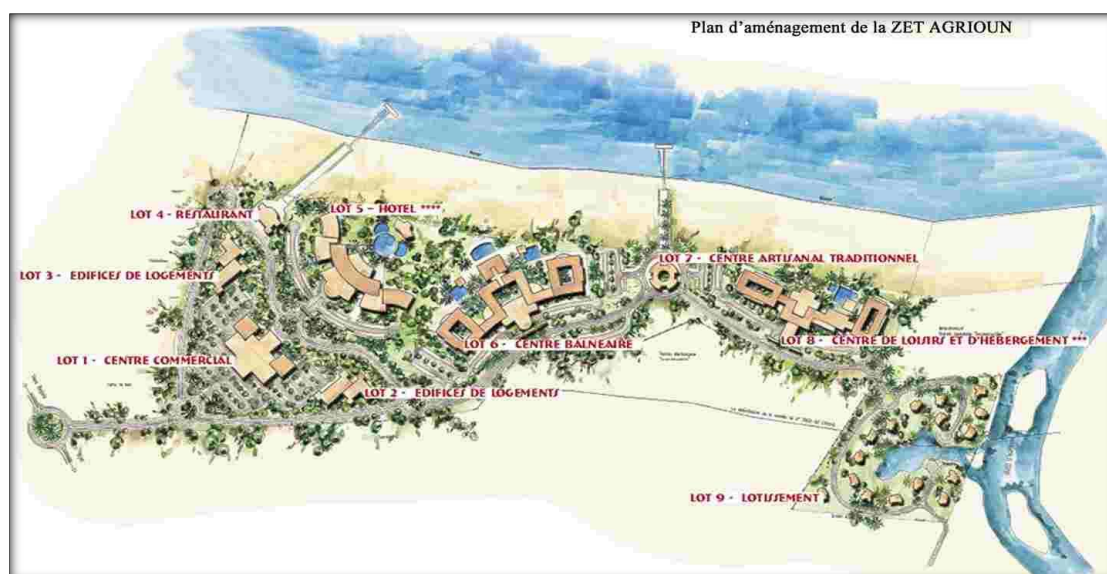 Plan d'aménagement de la ZET AGRIOUN
LOT 4 - RESTAURANT
LOT 5 - HOTEL ****
LOT 3 - EDIFICES DE LOGEMENTS
LOT 7 - CENTRE ARTISANAL TRADITIONNEL
LOT 1 - CENTRE COMMERCIAL
LOT 6 - CENTRE BALNEAIRE
LOT 8 - CENTRE DE LOISIRS ET D'HÉBERGEMENT ***
LOT 2 - EDIFICES DE LOGEMENTS
LOT 9 - LOTISSEMENT